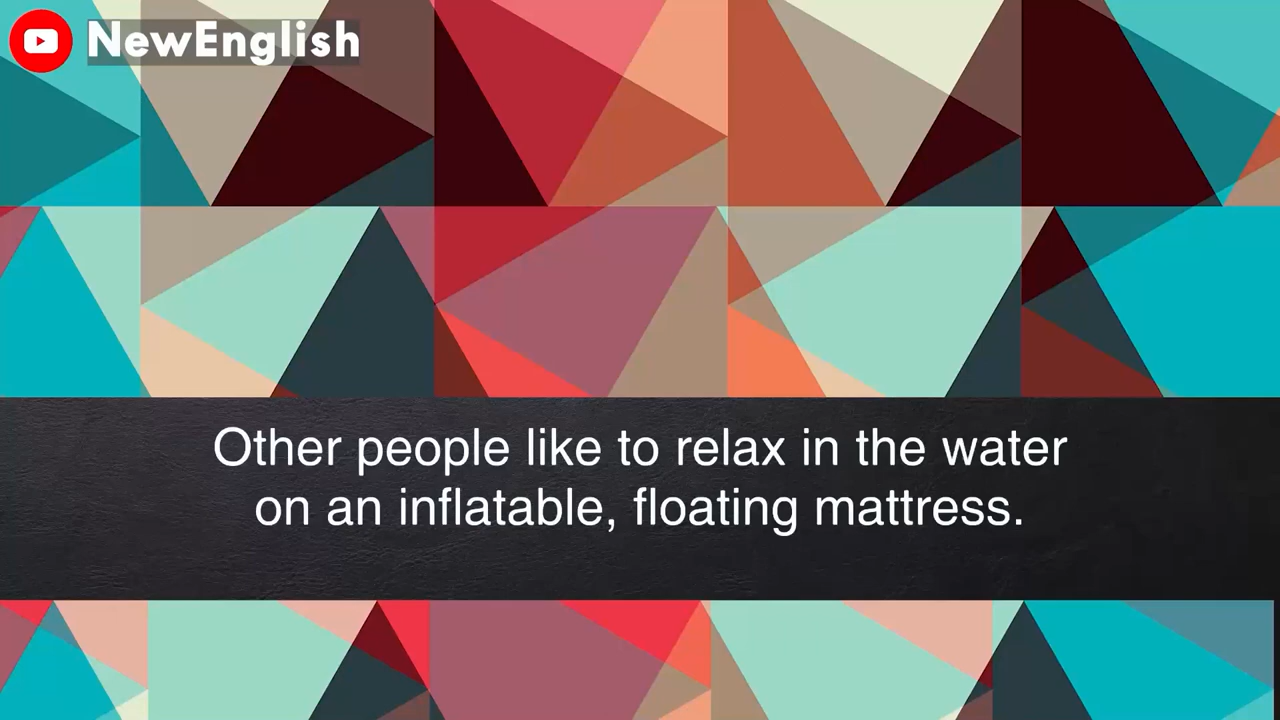 NewEnglish
Other people like to relax in the water
on an inflatable, floating mattress.